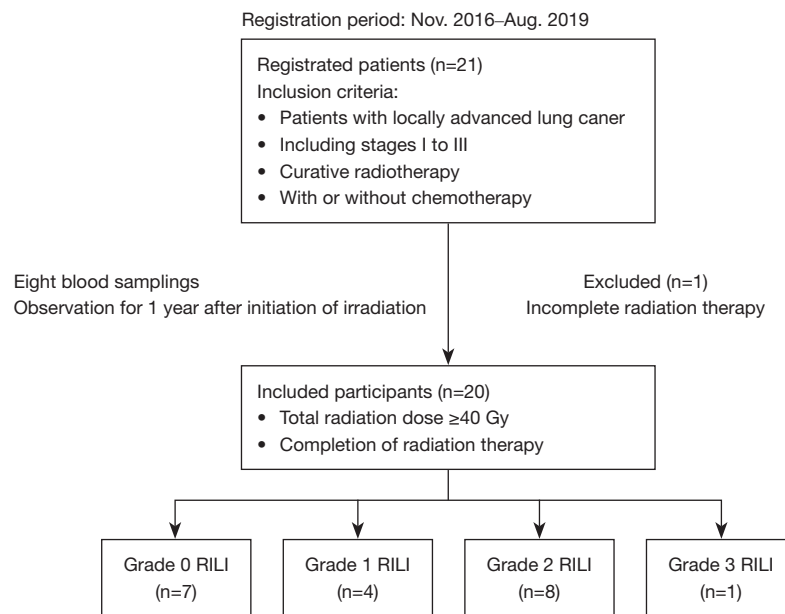 Registration period: Nov. 2016–Aug. 2019
Registrated patients (n=21)
Inclusion criteria:
• Patients with locally advanced lung caner
• Including stages I to III
• Curative radiotherapy
• With or without chemotherapy
Eight blood samplings
Observation for 1 year after initiation of irradiation
Excluded (n=1)
Incomplete radiation therapy
Included participants (n=20)
• Total radiation dose ≥40 Gy
• Completion of radiation therapy
Grade 0 RILI
(n=7)
Grade 1 RILI
(n=4)
Grade 2 RILI
(n=8)
Grade 3 RILI
(n=1)